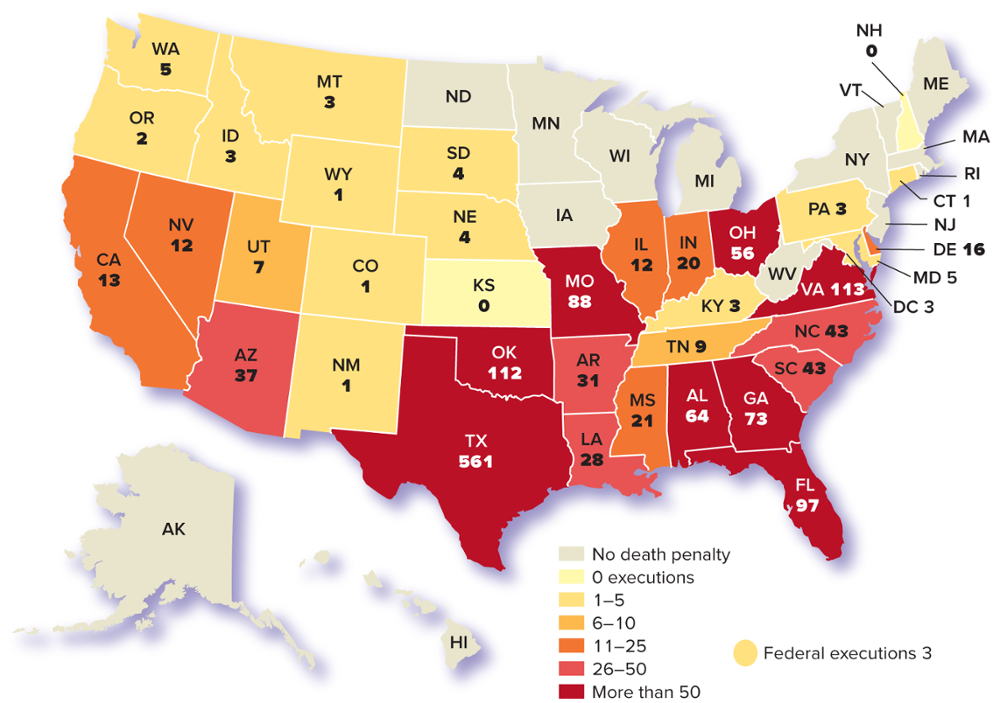 NH
0
WA
5
MT
3
ND
MN
VT
ME
OR
2
ID
3
SD
4
WI
MI
NY
MA
RI
WY
1
CT 1
NE
4
IA
PA 3
NJ
NV
12
UT
7
CO
1
IL
12
IN
20
OH
56
DE 16
CA
13
KS
0
MO
88
WV
MD 5
VA 113
KY 3
DC 3
AZ
37
NM
1
OK
112
AR
31
TN 9
NC 43
SC 43
MS
21
AL
64
GA
73
TX
561
LA
28
FL
97
AK
HI
No death penalty
0 executions
1–5
6–10
11–25
26–50
More than 50
Federal executions 3